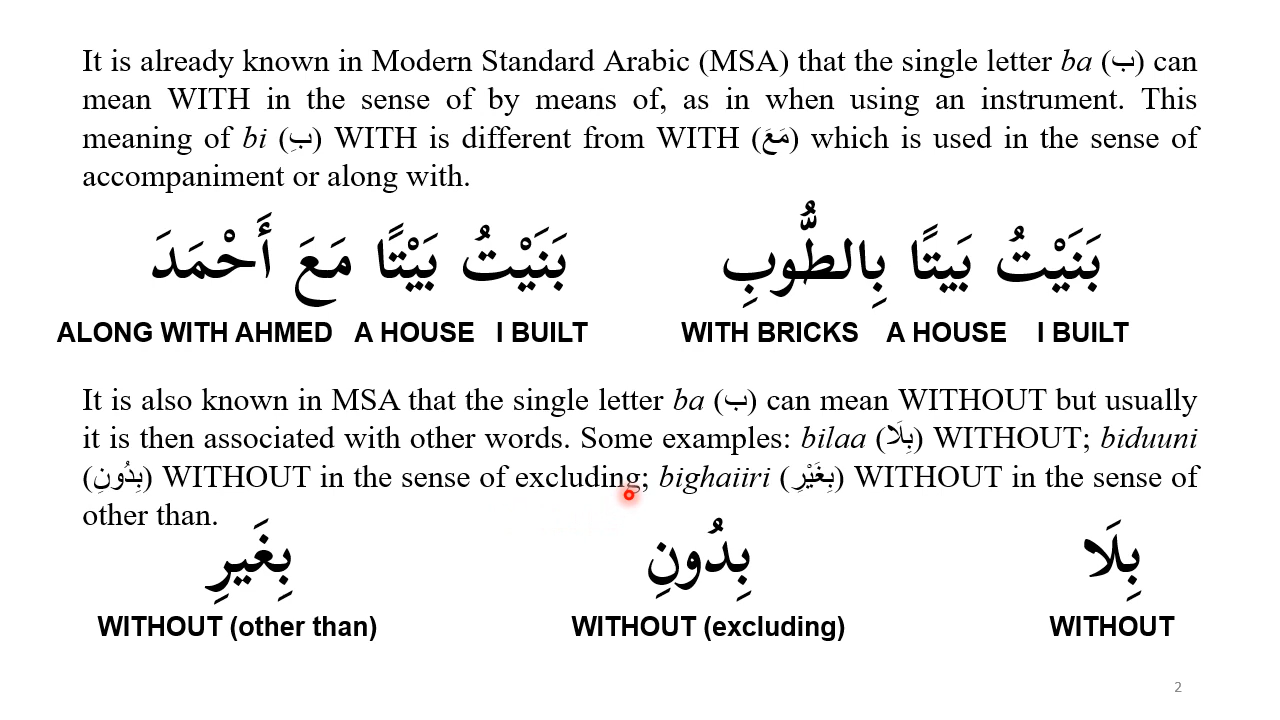 It is already known in Modern Standard Arabic (MSA) that the single letter ba (ب) can
mean WITH in the sense of by means of, as in when using an instrument. This
meaning of bi (بِ) WITH is different from WITH (مَعَ) which is used in the sense of
accompaniment or along with.
بَنَيْتُ بَيْتًا مَعَ أَحْمَدَ
بَنَيْتُ بَيتًا بِالطُّوبِ
ALONG WITH AHMED A HOUSE I BUILT
WITH BRICKS A HOUSE I BUILT
It is also known in MSA that the single letter ba (ب) can mean WITHOUT but usually
it is then associated with other words. Some examples: bilaa (بِلَا) WITHOUT; biduuni
(بِدُونِ) WITHOUT in the sense of excluding; bighaiiri (بِغَيْرِ) WITHOUT in the sense of
other than.
بِغَيرِ
بِدُونِ
بِلَا
WITHOUT (other than)
WITHOUT (excluding)
WITHOUT
2